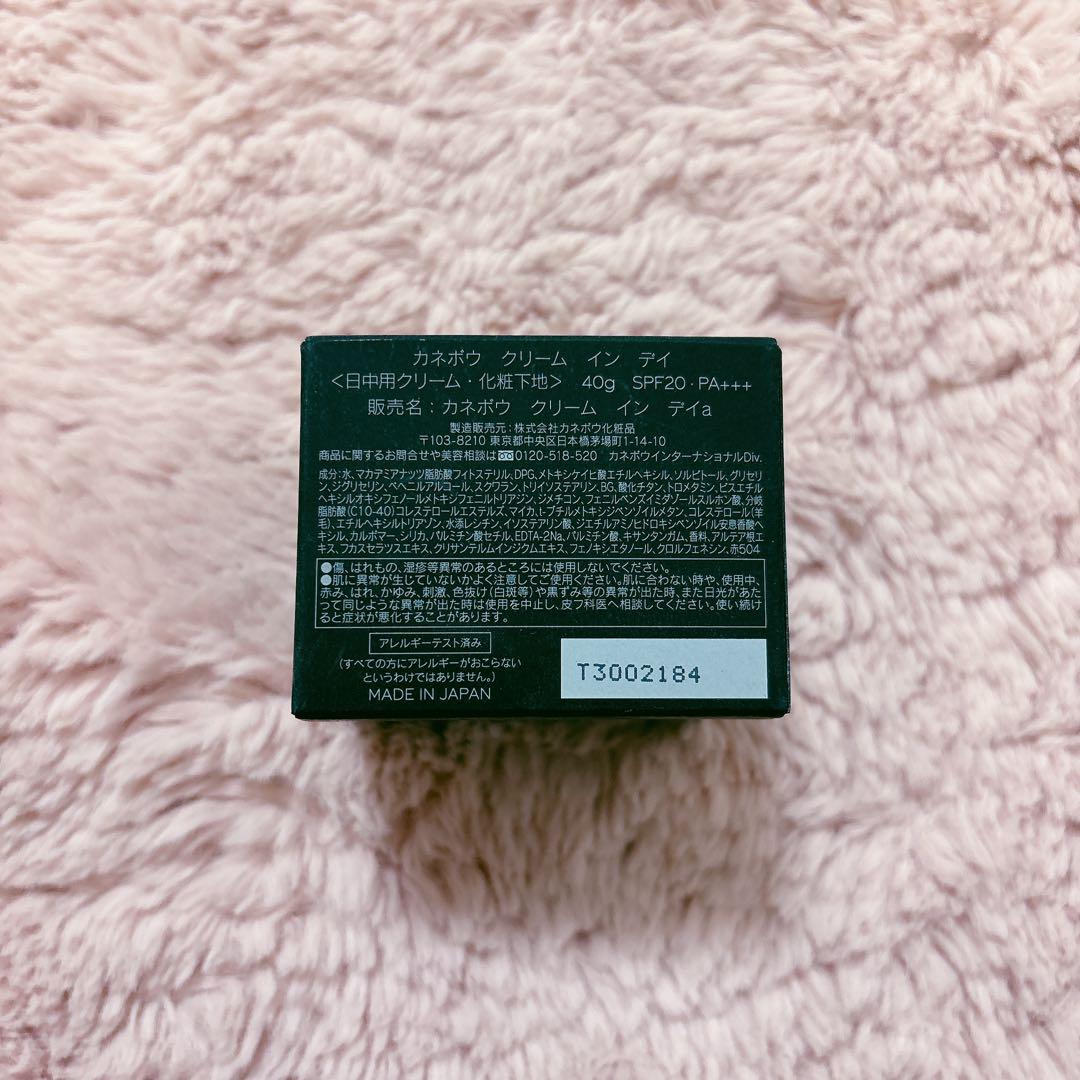 カネボウ クリーム イン デイ
<日中用クリーム・化粧下地> 40g SPF20・PA+++
販売名:カネボウ クリーム イン デイa
製造販売元:株式会社カネボウ化粧品
〒103-8210 東京都中央区日本橋茅場町1-14-10
商品に関するお問合せや美容相談は 0120-518-520 カネボウインターナショナルDiv.
成分:水、マカデミアナッツ脂肪酸フィトステリル、DPG、メトキシケイヒ酸エチルヘキシル、ソルビトール、グリセリ
ン、ジグリセリン、ベヘニルアルコール、スクワラン、トリイソステアリン、BG、酸化チタン、トロメタミン、ビスエチル
ヘキシルオキシフェノールメトキシフェニルトリアジン、ジメチコン、フェニルベンズイミダゾールスルホン酸、分岐
脂肪酸(C10-40)コレステロールエステルズ、マイカ、t-ブチルメトキシジベンゾイルメタン、コレステロール(羊
毛)、エチルヘキシルトリアゾン、水添レシチン、イソステアリン酸、ジエチルアミノヒドロキシベンゾイル安息香酸ヘ
キシル、カルボマー、シリカ、パルミチン酸セチル、EDTA-2Na、パルミチン酸、キサンタンガム、香料、アルテア根エ
キス、フカスセラツスエキス、クリサンテルムインジクムエキス、フェノキシエタノール、クロルフェネシン、赤504
●傷、はれもの、湿疹等異常のあるところには使用しないでください。
●肌に異常が生じていないかよく注意してご使用ください。肌に合わない時や、使用中、
赤み、はれ、かゆみ、刺激、色抜け(白斑等)や黒ずみ等の異常が出た時、また日光があた
って同じような異常が出た時は使用を中止し、皮フ科医へ相談してください。使い続け
ると症状が悪化することがあります。
アレルギーテスト済み
(すべての方にアレルギーがおこらない
というわけではありません。)
MADE IN JAPAN
T3002184